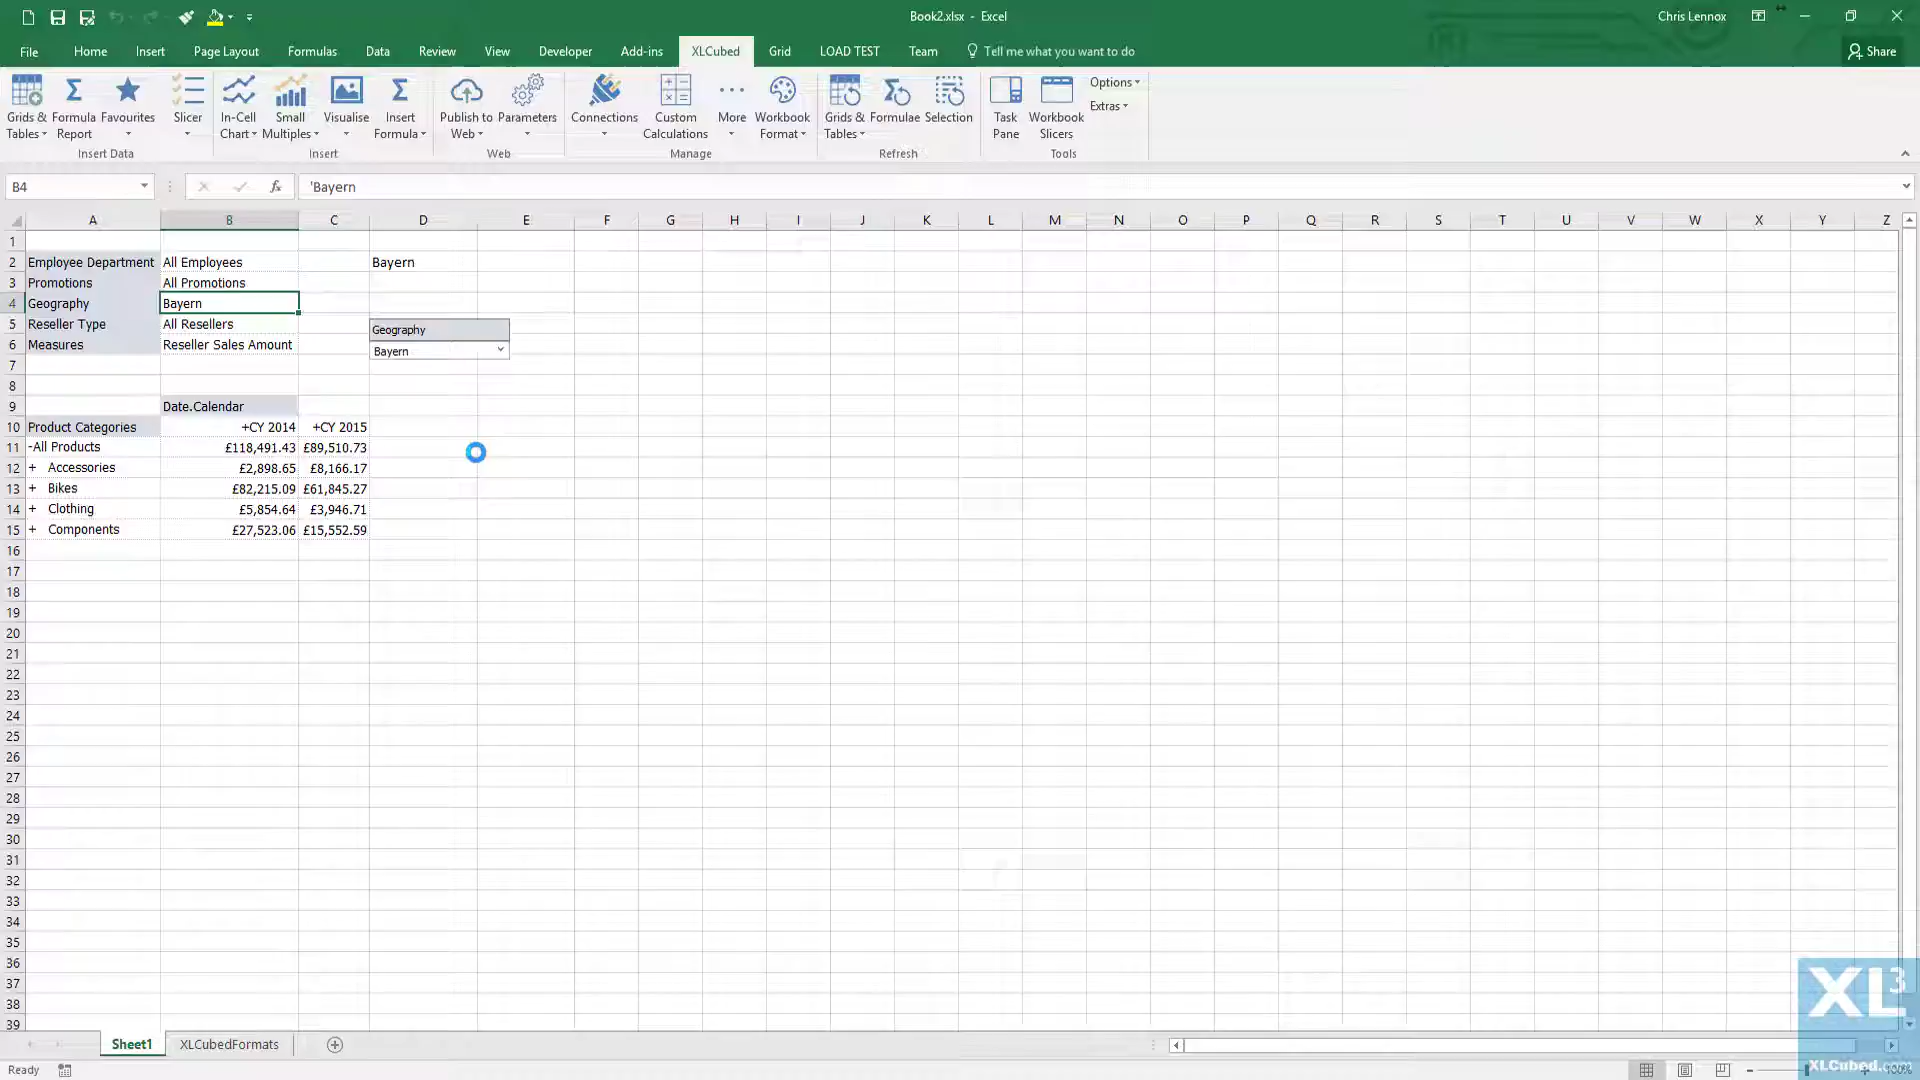 Book2.xlsx - Excel
Chris Lennox
File Home Insert Page Layout Formulas Data Review View Developer Add-ins XLCubed Grid LOAD TEST Team Tell me what you want to do Share
Grids & Tables
Formula Report
Favourites
Slicer
In-Cell Chart
Small Multiples
Visualise
Insert Formula
Publish to Web
Parameters
Connections
Custom Calculations
More
Workbook Format
Grids & Tables
Formulae
Selection
Task Pane
Workbook Slicers
Options
Extras
Insert Data Insert Web Manage Refresh Tools
B4 fx 'Bayern
A B C D E F G H I J K L M N O P Q R S T U V W X Y Z
1
2 Employee Department All Employees Bayern
3 Promotions All Promotions
4 Geography Bayern
5 Reseller Type All Resellers Geography
6 Measures Reseller Sales Amount Bayern
7
8
9 Date.Calendar
10 Product Categories +CY 2014 +CY 2015
11 -All Products £118,491.43 £89,510.73
12 + Accessories £2,898.65 £8,166.17
13 + Bikes £82,215.09 £61,845.27
14 + Clothing £5,854.64 £3,946.71
15 + Components £27,523.06 £15,552.59
16
17
18
19
20
21
22
23
24
25
26
27
28
29
30
31
32
33
34
35
36
37
38
39
XL3
Sheet1 XLCubedFormats
Ready
XLCubed.com